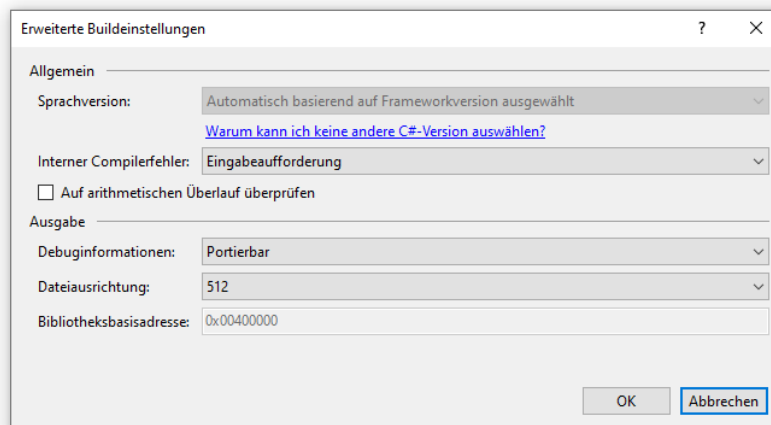 Erweiterte Buildeinstellungen ?
Allgemein
Sprachversion: Automatisch basierend auf Frameworkversion ausgewählt
Warum kann ich keine andere C#-Version auswählen?
Interner Compilerfehler: Eingabeaufforderung
Auf arithmetischen Überlauf überprüfen
Ausgabe
Debuginformationen: Portierbar
Dateiausrichtung: 512
Bibliotheksbasisadresse: 0x00400000
OK Abbrechen